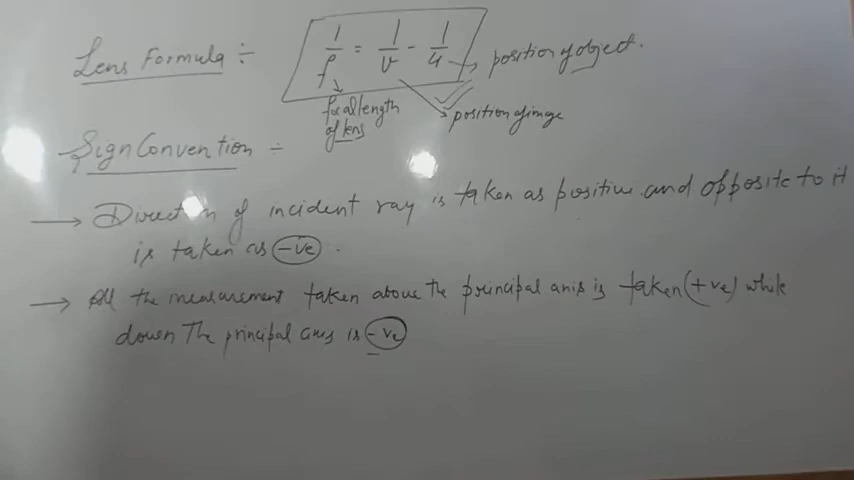 Lens Formula ÷ 1/f = 1/v - 1/u → position of object.
focal length of lens
position of image
Sign Convention ÷
→ Direction of incident ray is taken as positive and opposite to it
is taken as -ve .
→ All the measurement taken above the principal axis is taken (+ve) while
down The principal axis is -ve